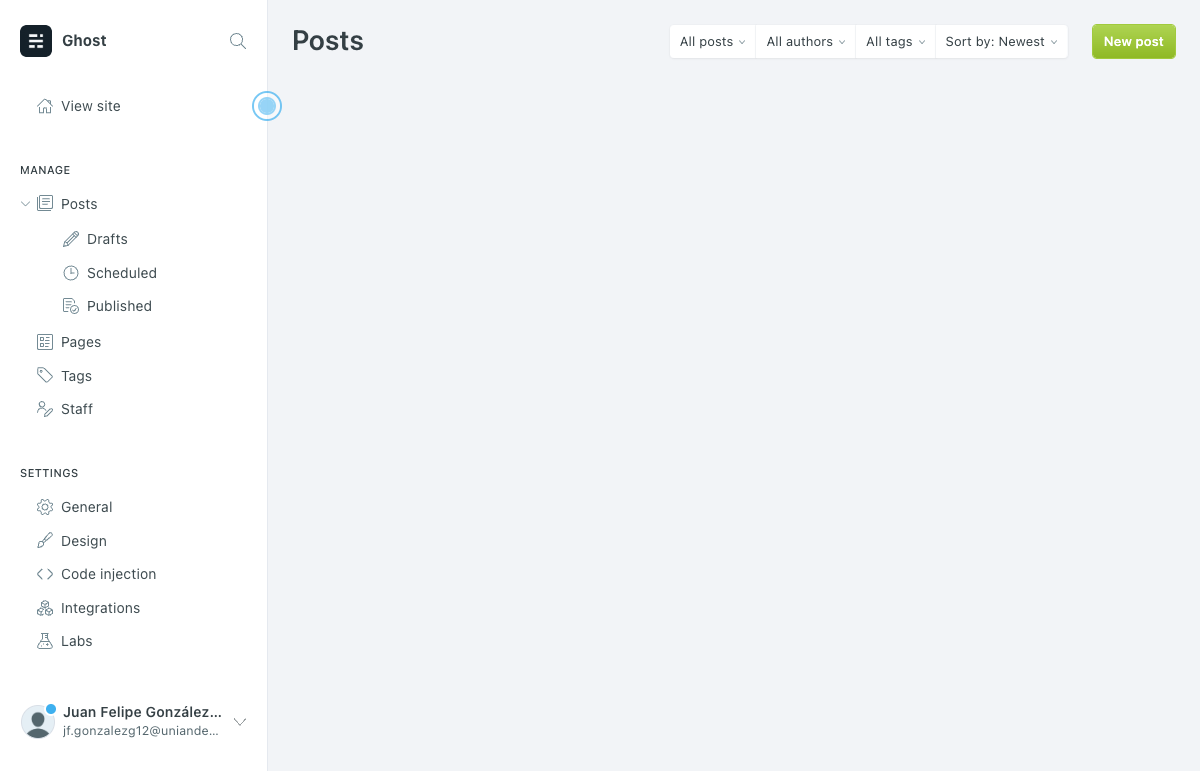 Ghost
Posts
All posts
All authors
All tags
Sort by: Newest
New post
View site
MANAGE
Posts
Drafts
Scheduled
Published
Pages
Tags
Staff
SETTINGS
General
Design
Code injection
Integrations
Labs
Juan Felipe González...
jf.gonzalezg12@uniande...